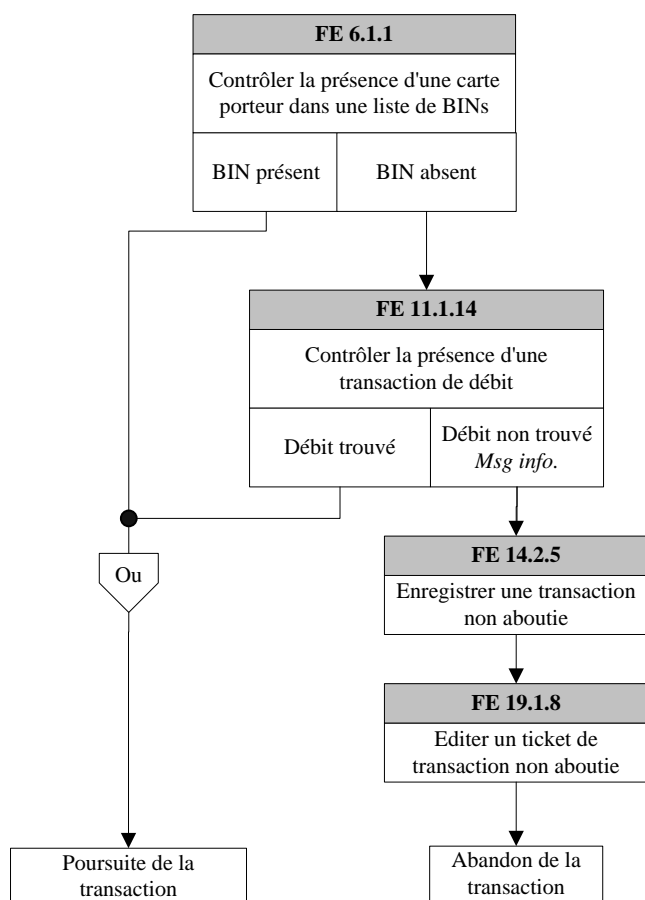 FE 6.1.1
Contrôler la présence d'une carte
porteur dans une liste de BINs
BIN présent
BIN absent
FE 11.1.14
Contrôler la présence d'une
transaction de débit
Débit trouvé
Débit non trouvé
Msg info.
FE 14.2.5
Enregistrer une transaction
non aboutie
Ou
FE 19.1.8
Editer un ticket de
transaction non aboutie
Poursuite de la
transaction
Abandon de la
transaction